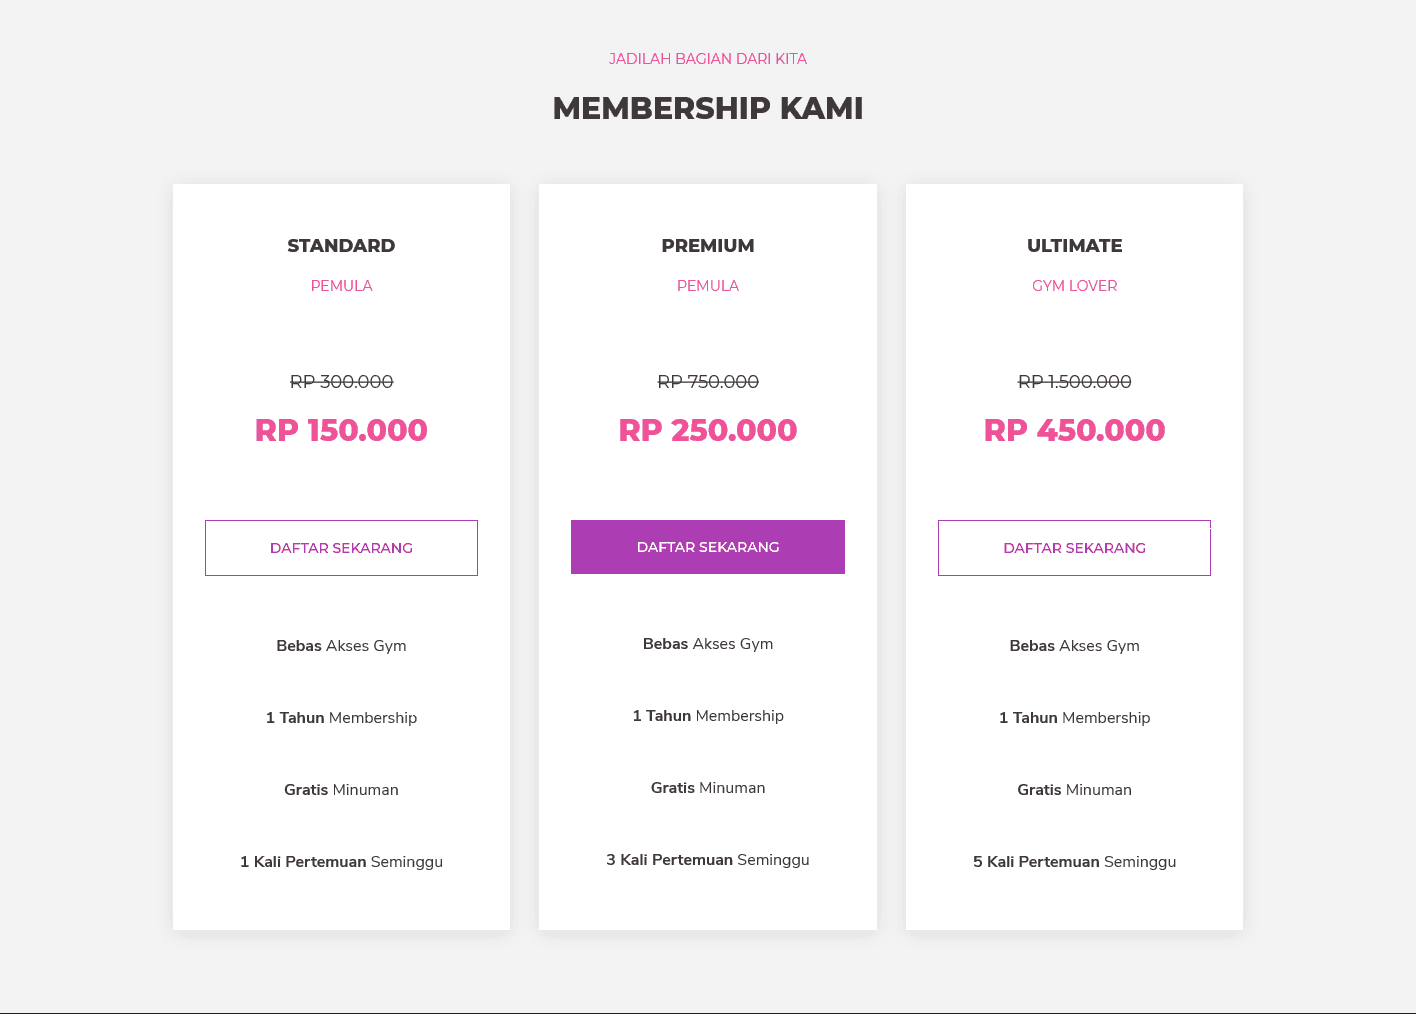 JADILAH BAGIAN DARI KITA
MEMBERSHIP KAMI
STANDARD
PEMULA
RP 300.000
RP 150.000
DAFTAR SEKARANG
Bebas Akses Gym
1 Tahun Membership
Gratis Minuman
1 Kali Pertemuan Seminggu
PREMIUM
PEMULA
RP 750.000
RP 250.000
DAFTAR SEKARANG
Bebas Akses Gym
1 Tahun Membership
Gratis Minuman
3 Kali Pertemuan Seminggu
ULTIMATE
GYM LOVER
RP 1.500.000
RP 450.000
DAFTAR SEKARANG
Bebas Akses Gym
1 Tahun Membership
Gratis Minuman
5 Kali Pertemuan Seminggu